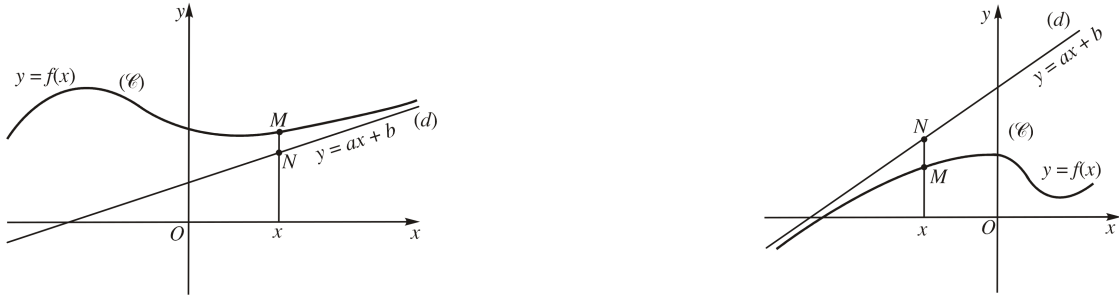 y
y = f(x)
(𝒞)
M
N
y = ax + b
(d)
O
x
x
y
(d)
y = ax + b
N
(𝒞)
M
y = f(x)
x
O
x